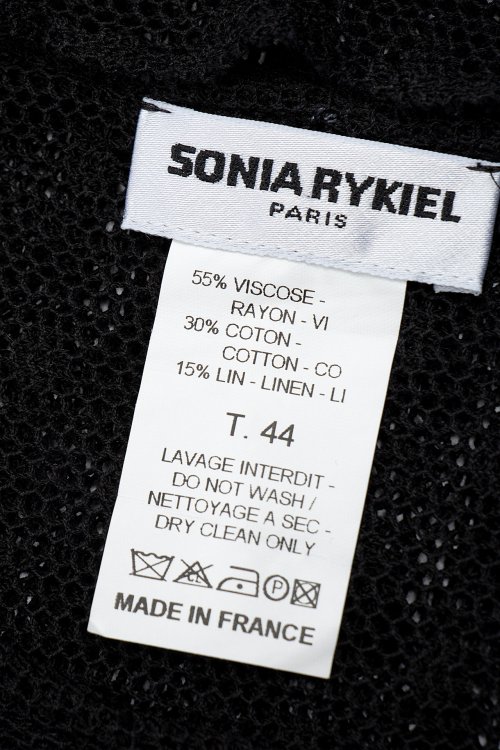 SONIA RYKIEL
PARIS
55% VISCOSE -
RAYON - VI
30% COTON -
COTTON - CO
15% LIN - LINEN - LI
T. 44
LAVAGE INTERDIT -
DO NOT WASH /
NETTOYAGE A SEC -
DRY CLEAN ONLY
P
MADE IN FRANCE